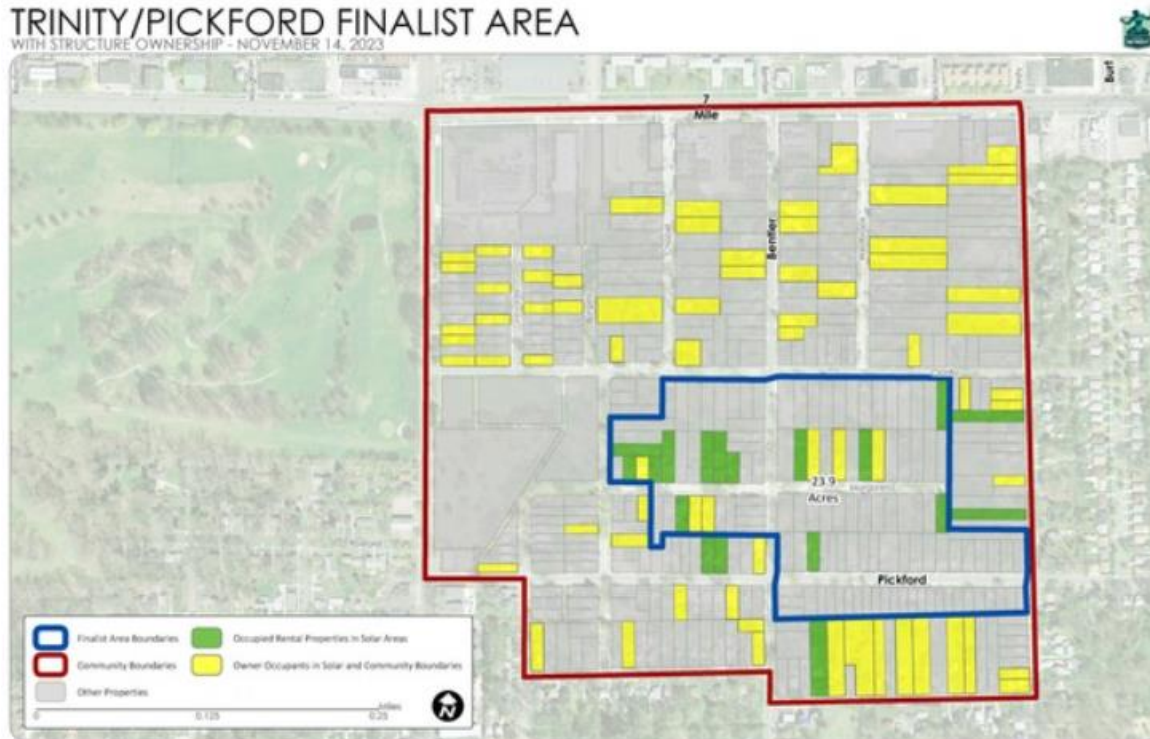 TRINITY/PICKFORD FINALIST AREA
WITH STRUCTURE OWNERSHIP - NOVEMBER 14, 2023
Burt
7
Mile
Bentler
23.9
Acres
Pickford
Finalist Area Boundaries
Occupied Rental Properties in Solar Areas
Community Boundaries
Owner Occupants in Solar and Community Boundaries
Other Properties
Miles
0
0.125
0.25
N